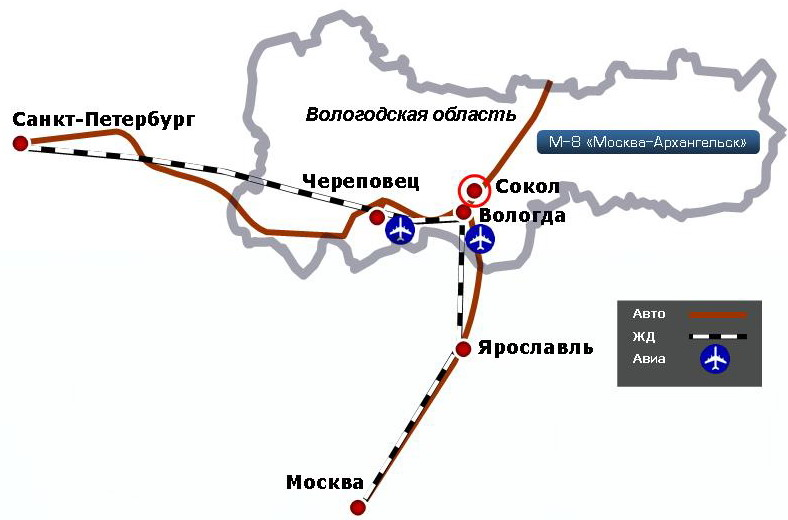 Санкт-Петербург
Вологодская область
М-8 «Москва-Архангельск»
Череповец
Сокол
Вологда
Авто
ЖД
Ярославль
Авиа
Москва